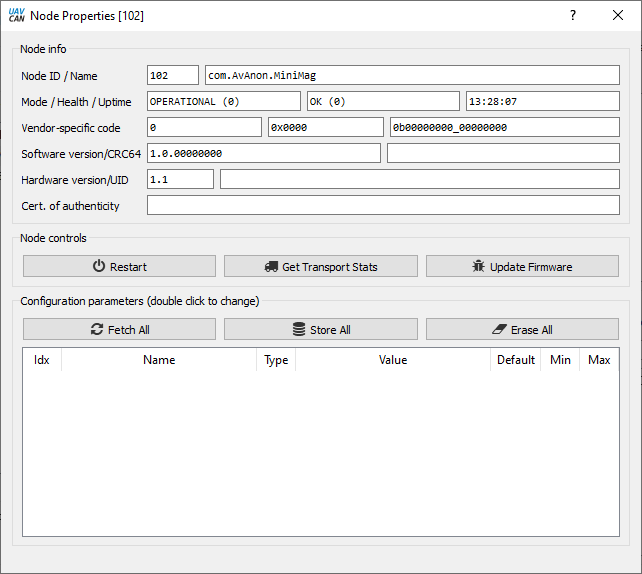 UAV CAN Node Properties [102] ?
Node info
Node ID / Name 102 com.AvAnon.MiniMag
Mode / Health / Uptime OPERATIONAL (0) OK (0) 13:28:07
Vendor-specific code 0 0x0000 0b00000000_00000000
Software version/CRC64 1.0.00000000
Hardware version/UID 1.1
Cert. of authenticity
Node controls
Restart Get Transport Stats Update Firmware
Configuration parameters (double click to change)
Fetch All Store All Erase All
Idx Name Type Value Default Min Max